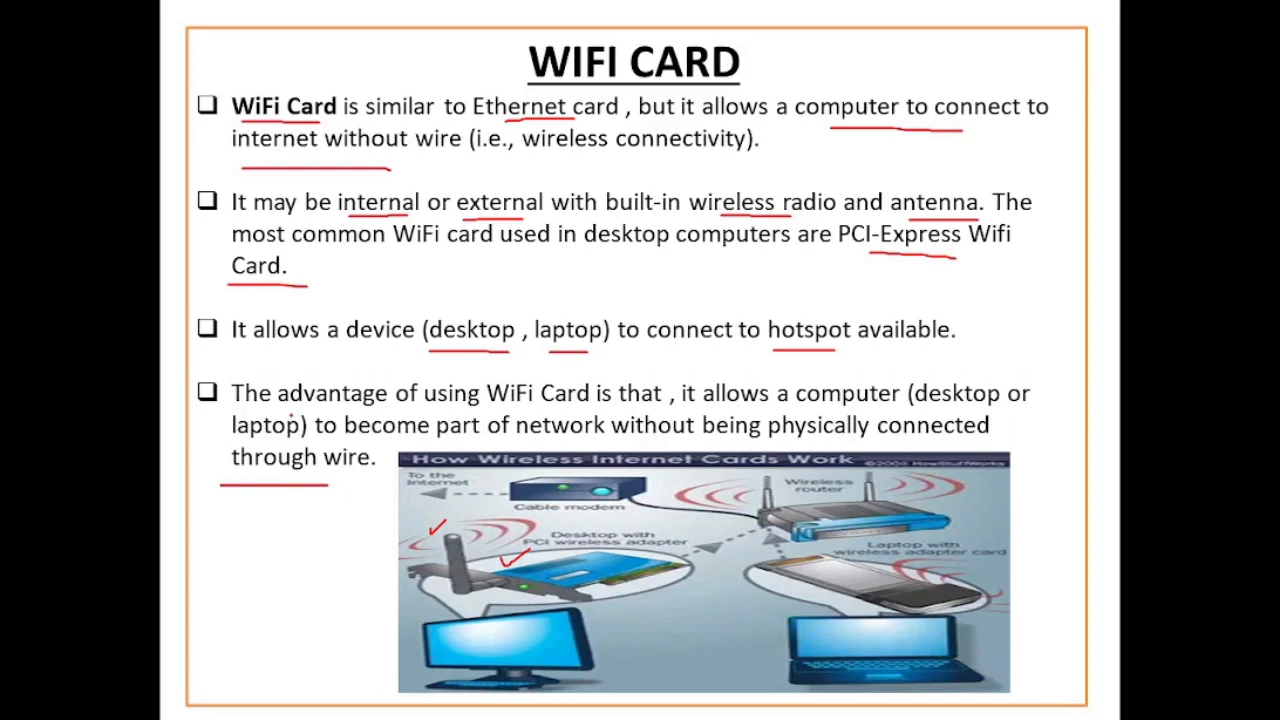 WIFI CARD
WiFi Card is similar to Ethernet card , but it allows a computer to connect to
internet without wire (i.e., wireless connectivity).
It may be internal or external with built-in wireless radio and antenna. The
most common WiFi card used in desktop computers are PCI-Express Wifi
Card.
It allows a device (desktop , laptop) to connect to hotspot available.
The advantage of using WiFi Card is that , it allows a computer (desktop or
laptop) to become part of network without being physically connected
through wire.
How Wireless Internet Cards Work ©2008 HowStuffWorks
To the
Internet
Cable modem
Wireless
router
Desktop with
PCI wireless adapter
Laptop with
wireless adapter card